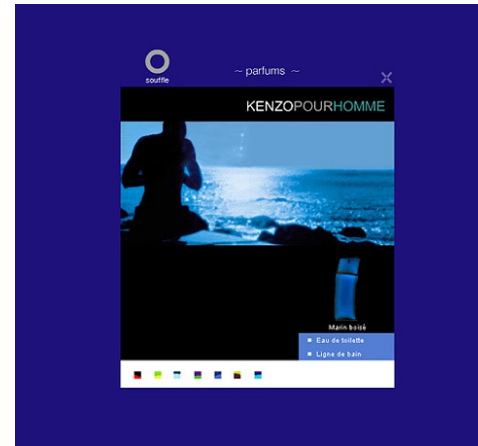 souffle
~ parfums ~
KENZOPOURHOMME
Marin boisé
Eau de toilette
Ligne de bain